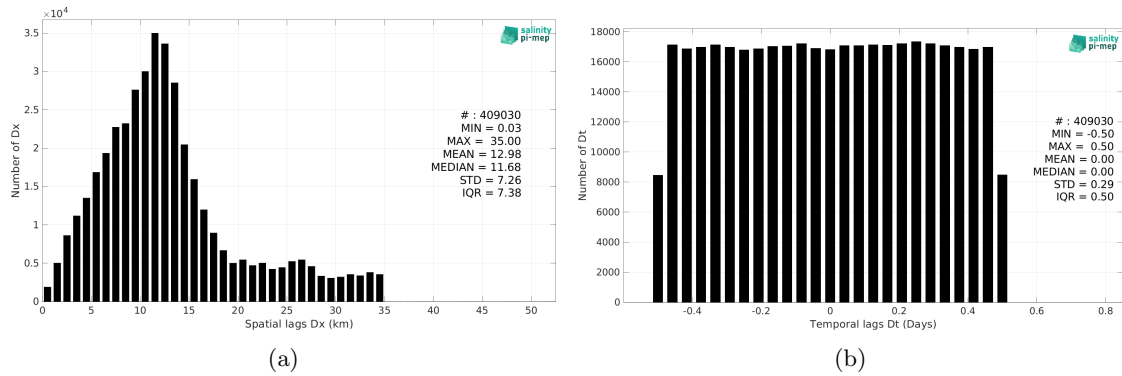 ×10⁴
3.5
3
2.5
2
1.5
1
0.5
0
Number of Dx
salinity
pi-mep
# : 409030
MIN = 0.03
MAX = 35.00
MEAN = 12.98
MEDIAN = 11.68
STD = 7.26
IQR = 7.38
0 5 10 15 20 25 30 35 40 45 50
Spatial lags Dx (km)
(a)
18000
16000
14000
12000
10000
8000
6000
4000
2000
0
Number of Dt
salinity
pi-mep
# : 409030
MIN = -0.50
MAX = 0.50
MEAN = 0.00
MEDIAN = 0.00
STD = 0.29
IQR = 0.50
-0.4 -0.2 0 0.2 0.4 0.6 0.8
Temporal lags Dt (Days)
(b)